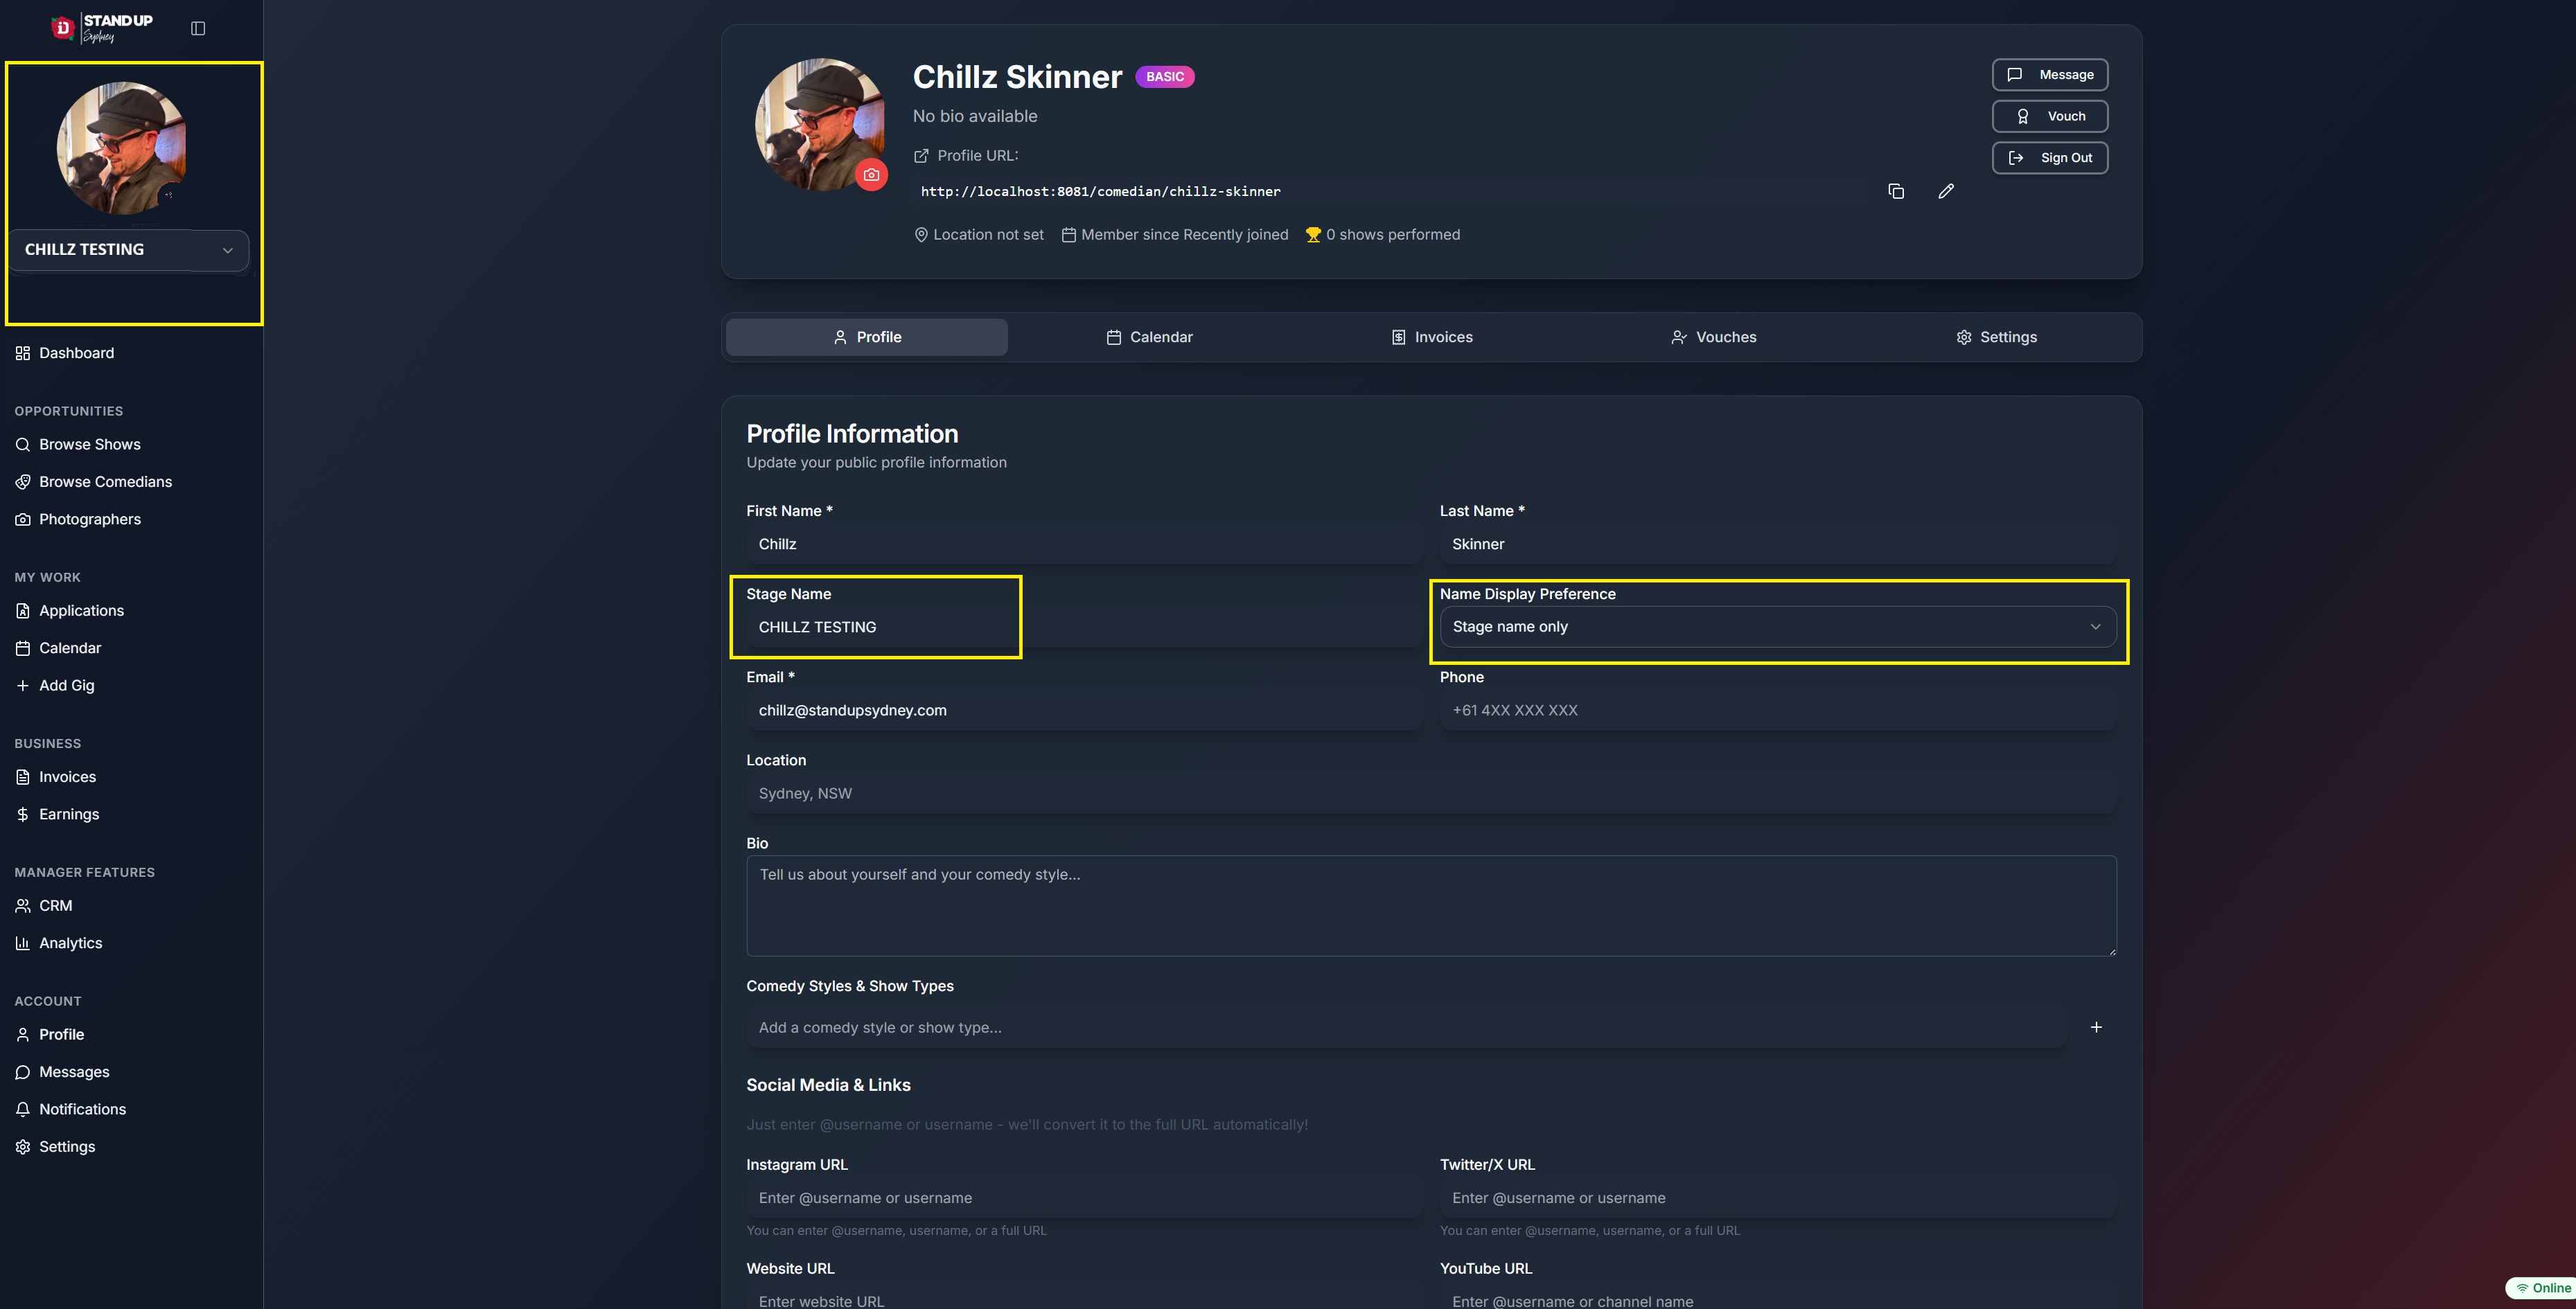 STAND UP
Sydney
CHILLZ TESTING
Dashboard
OPPORTUNITIES
Browse Shows
Browse Comedians
Photographers
MY WORK
Applications
Calendar
Add Gig
BUSINESS
Invoices
Earnings
MANAGER FEATURES
CRM
Analytics
ACCOUNT
Profile
Messages
Notifications
Settings
Chillz Skinner BASIC
No bio available
Profile URL:
http://localhost:8081/comedian/chillz-skinner
Location not set Member since Recently joined 0 shows performed
Message
Vouch
Sign Out
Profile Calendar Invoices Vouches Settings
Profile Information
Update your public profile information
First Name * Last Name *
Chillz Skinner
Stage Name Name Display Preference
CHILLZ TESTING Stage name only
Email * Phone
chillz@standupsydney.com +61 4XX XXX XXX
Location
Sydney, NSW
Bio
Tell us about yourself and your comedy style...
Comedy Styles & Show Types
Add a comedy style or show type...
Social Media & Links
Just enter @username or username - we'll convert it to the full URL automatically!
Instagram URL Twitter/X URL
Enter @username or username Enter @username or username
You can enter @username, username, or a full URL You can enter @username, username, or a full URL
Website URL YouTube URL
Enter website URL Enter @username or channel name
Online